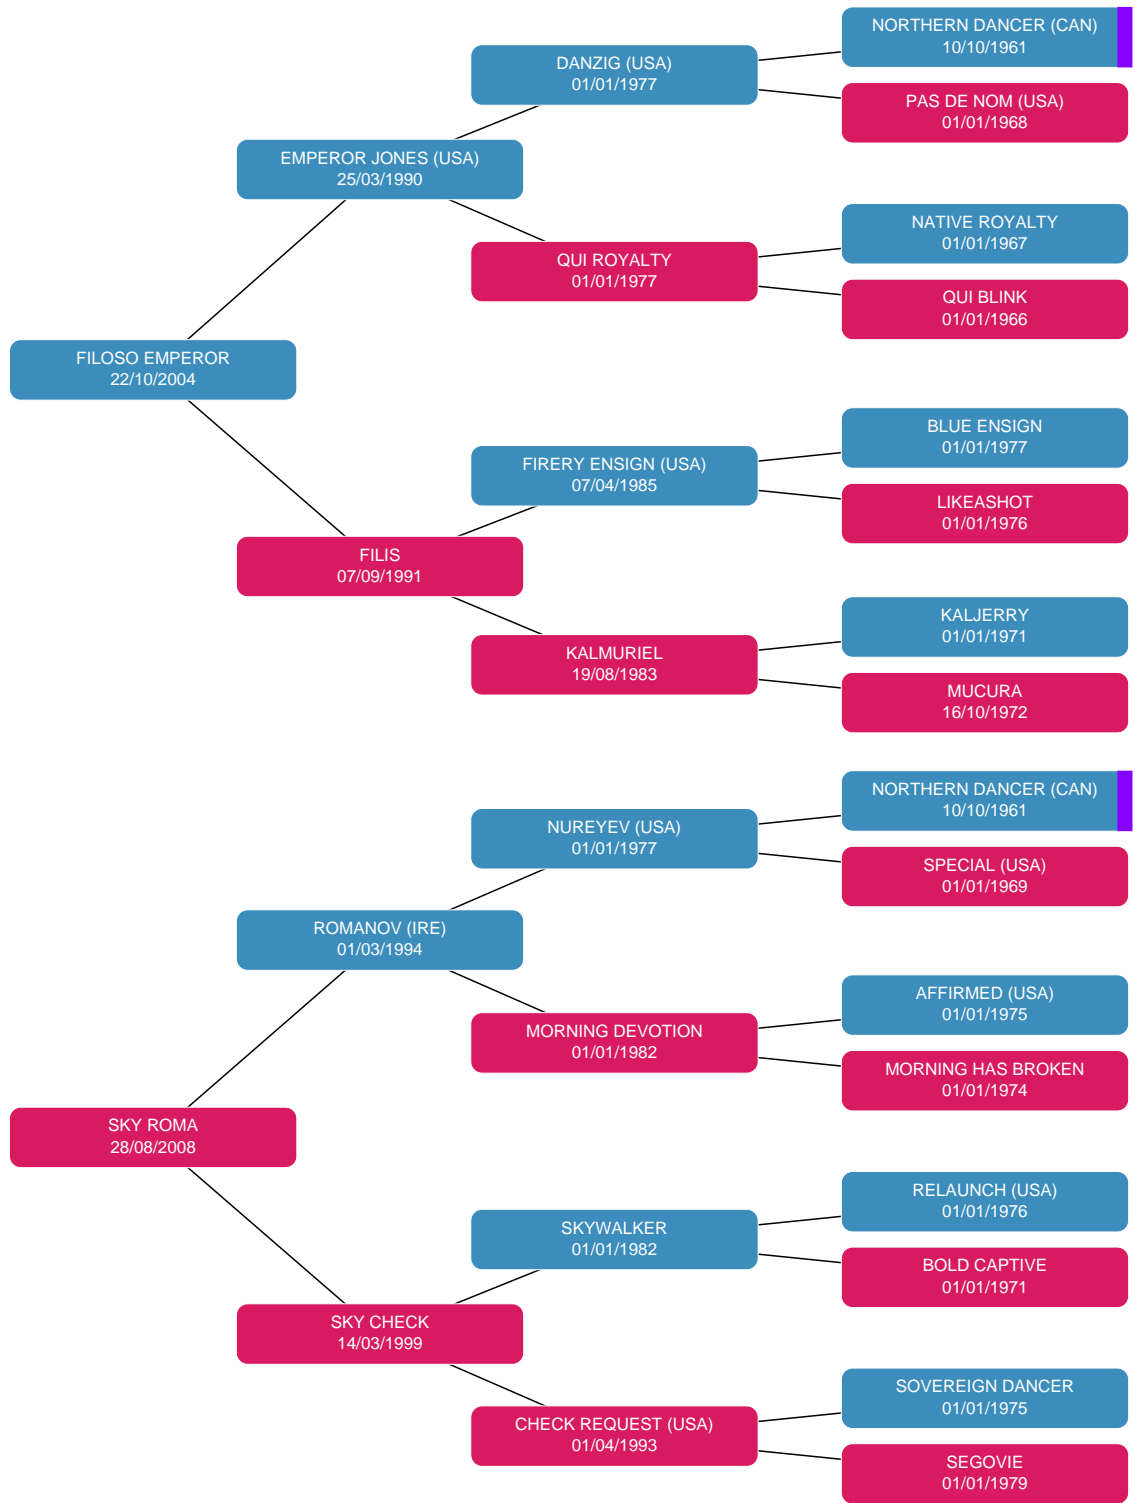 NORTHERN DANCER (CAN)
10/10/1961
DANZIG (USA)
01/01/1977
PAS DE NOM (USA)
01/01/1968
EMPEROR JONES (USA)
25/03/1990
NATIVE ROYALTY
01/01/1967
QUI ROYALTY
01/01/1977
QUI BLINK
01/01/1966
FILOSO EMPEROR
22/10/2004
BLUE ENSIGN
01/01/1977
FIRERY ENSIGN (USA)
07/04/1985
LIKEASHOT
01/01/1976
FILIS
07/09/1991
KALJERRY
01/01/1971
KALMURIEL
19/08/1983
MUCURA
16/10/1972
NORTHERN DANCER (CAN)
10/10/1961
NUREYEV (USA)
01/01/1977
SPECIAL (USA)
01/01/1969
ROMANOV (IRE)
01/03/1994
AFFIRMED (USA)
01/01/1975
MORNING DEVOTION
01/01/1982
MORNING HAS BROKEN
01/01/1974
SKY ROMA
28/08/2008
RELAUNCH (USA)
01/01/1976
SKYWALKER
01/01/1982
BOLD CAPTIVE
01/01/1971
SKY CHECK
14/03/1999
SOVEREIGN DANCER
01/01/1975
CHECK REQUEST (USA)
01/04/1993
SEGOVIE
01/01/1979